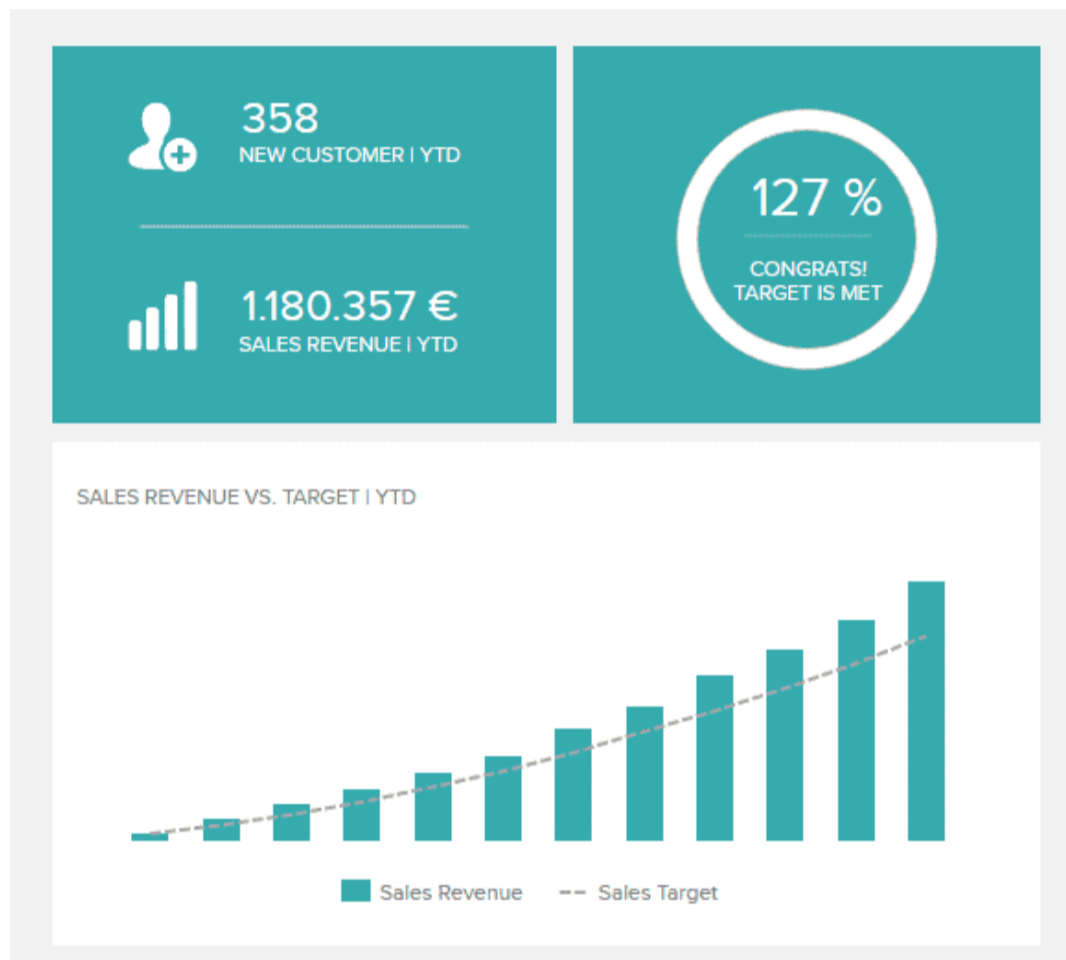 358
NEW CUSTOMER | YTD
1.180.357 €
SALES REVENUE | YTD
127 %
CONGRATS!
TARGET IS MET
SALES REVENUE VS. TARGET | YTD
Sales Revenue
Sales Target